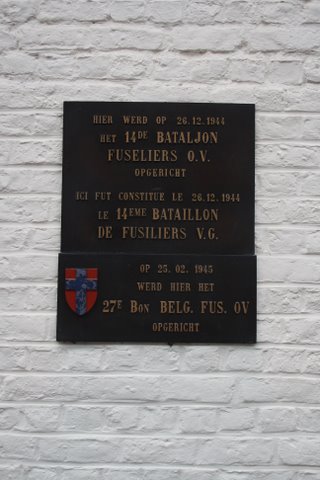 HIER WERD OP 26.12.1944
HET 14DE BATALJON
FUSELIERS O.V.
OPGERICHT
ICI FUT CONSTITUE LE 26.12.1944
LE 14EME BATAILLON
DE FUSILIERS V.G.
OP 25. 02. 1945
WERD HIER HET
27E BON BELG. FUS. OV
OPGERICHT